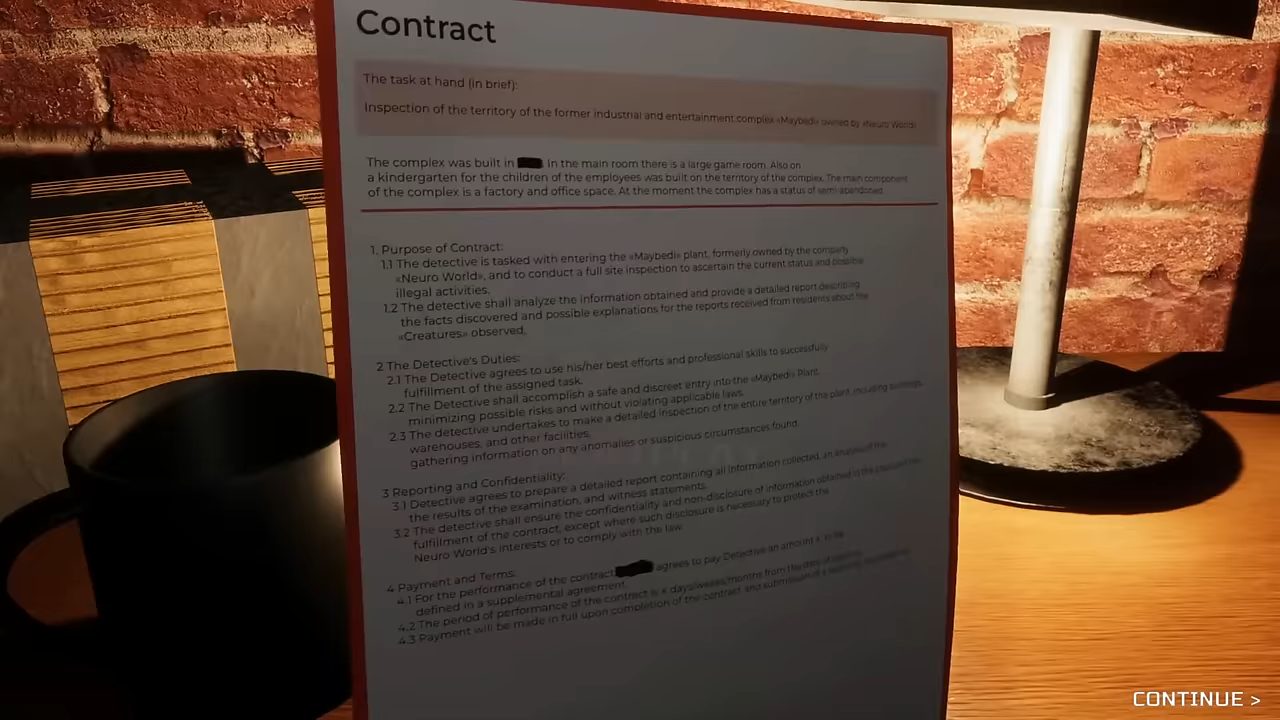 Contract
The task at hand (in brief):
Inspection of the territory of the former industrial and entertainment complex «Maybedi» owned by «Neuro World»
The complex was built in In the main room there is a large game room. Also on
a kindergarten for the children of the employees was built on the territory of the complex. The main component
of the complex is a factory and office space. At the moment the complex has a status of semi-abandoned.
1. Purpose of Contract:
1.1 The detective is tasked with entering the «Maybedi» plant, formerly owned by the company
«Neuro World», and to conduct a full site inspection to ascertain the current status and possible
illegal activities.
1.2 The detective shall analyze the information obtained and provide a detailed report describing
the facts discovered and possible explanations for the reports received from residents about the
«Creatures» observed.
2 The Detective's Duties:
2.1 The Detective agrees to use his/her best efforts and professional skills to successfully
fulfillment of the assigned task.
2.2 The Detective shall accomplish a safe and discreet entry into the «Maybedi» Plant,
minimizing possible risks and without violating applicable laws.
2.3 The detective undertakes to make a detailed inspection of the entire territory of the plant, including buildings,
warehouses, and other facilities,
gathering information on any anomalies or suspicious circumstances found.
3 Reporting and Confidentiality:
3.1 Detective agrees to prepare a detailed report containing all information collected, an analysis of the
the results of the examination, and witness statements.
3.2 The detective shall ensure the confidentiality and non-disclosure of information obtained in the
fulfillment of the contract, except where such disclosure is necessary to protect the
Neuro World's interests or to comply with the law.
4 Payment and Terms:
4.1 For the performance of the contract, agrees to pay Detective an amount x, to be
defined in a supplemental agreement.
4.2 The period of performance of the contract is x days/weeks/months from the date of
4.3 Payment will be made in full upon completion of the contract and submission of a
CONTINUE >